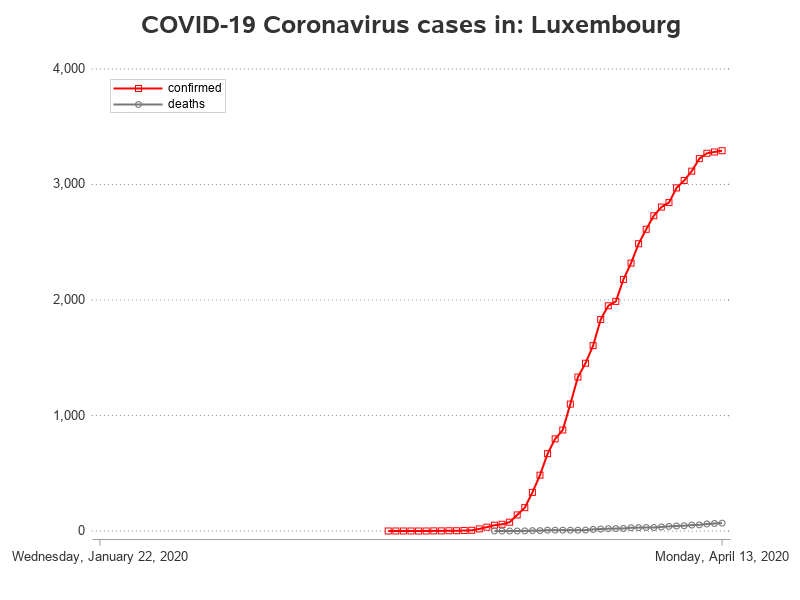 COVID-19 Coronavirus cases in: Luxembourg
4,000
confirmed
deaths
3,000
2,000
1,000
0
Wednesday, January 22, 2020
Monday, April 13, 2020